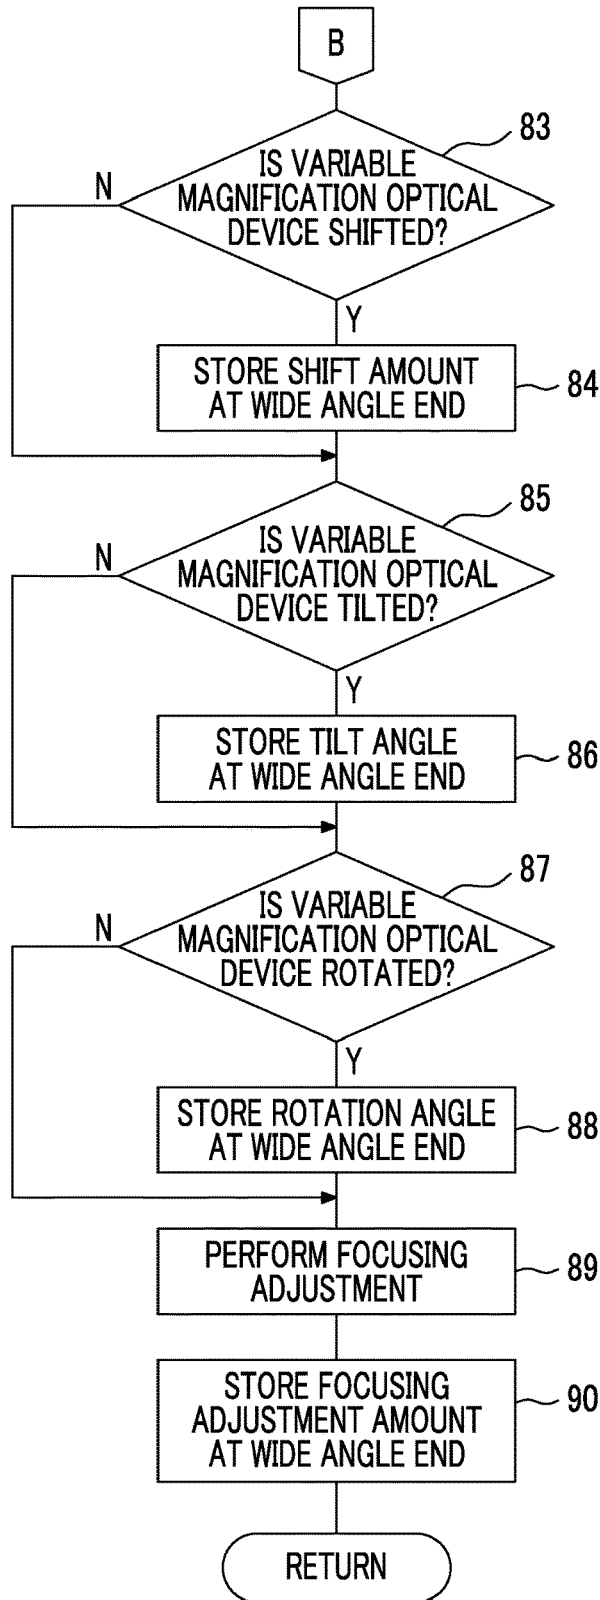 B
83
IS VARIABLE
MAGNIFICATION OPTICAL
DEVICE SHIFTED?
N
Y
STORE SHIFT AMOUNT
AT WIDE ANGLE END
84
85
IS VARIABLE
MAGNIFICATION OPTICAL
DEVICE TILTED?
N
Y
STORE TILT ANGLE
AT WIDE ANGLE END
86
87
IS VARIABLE
MAGNIFICATION OPTICAL
DEVICE ROTATED?
N
Y
STORE ROTATION ANGLE
AT WIDE ANGLE END
88
PERFORM FOCUSING
ADJUSTMENT
89
STORE FOCUSING
ADJUSTMENT AMOUNT
AT WIDE ANGLE END
90
RETURN